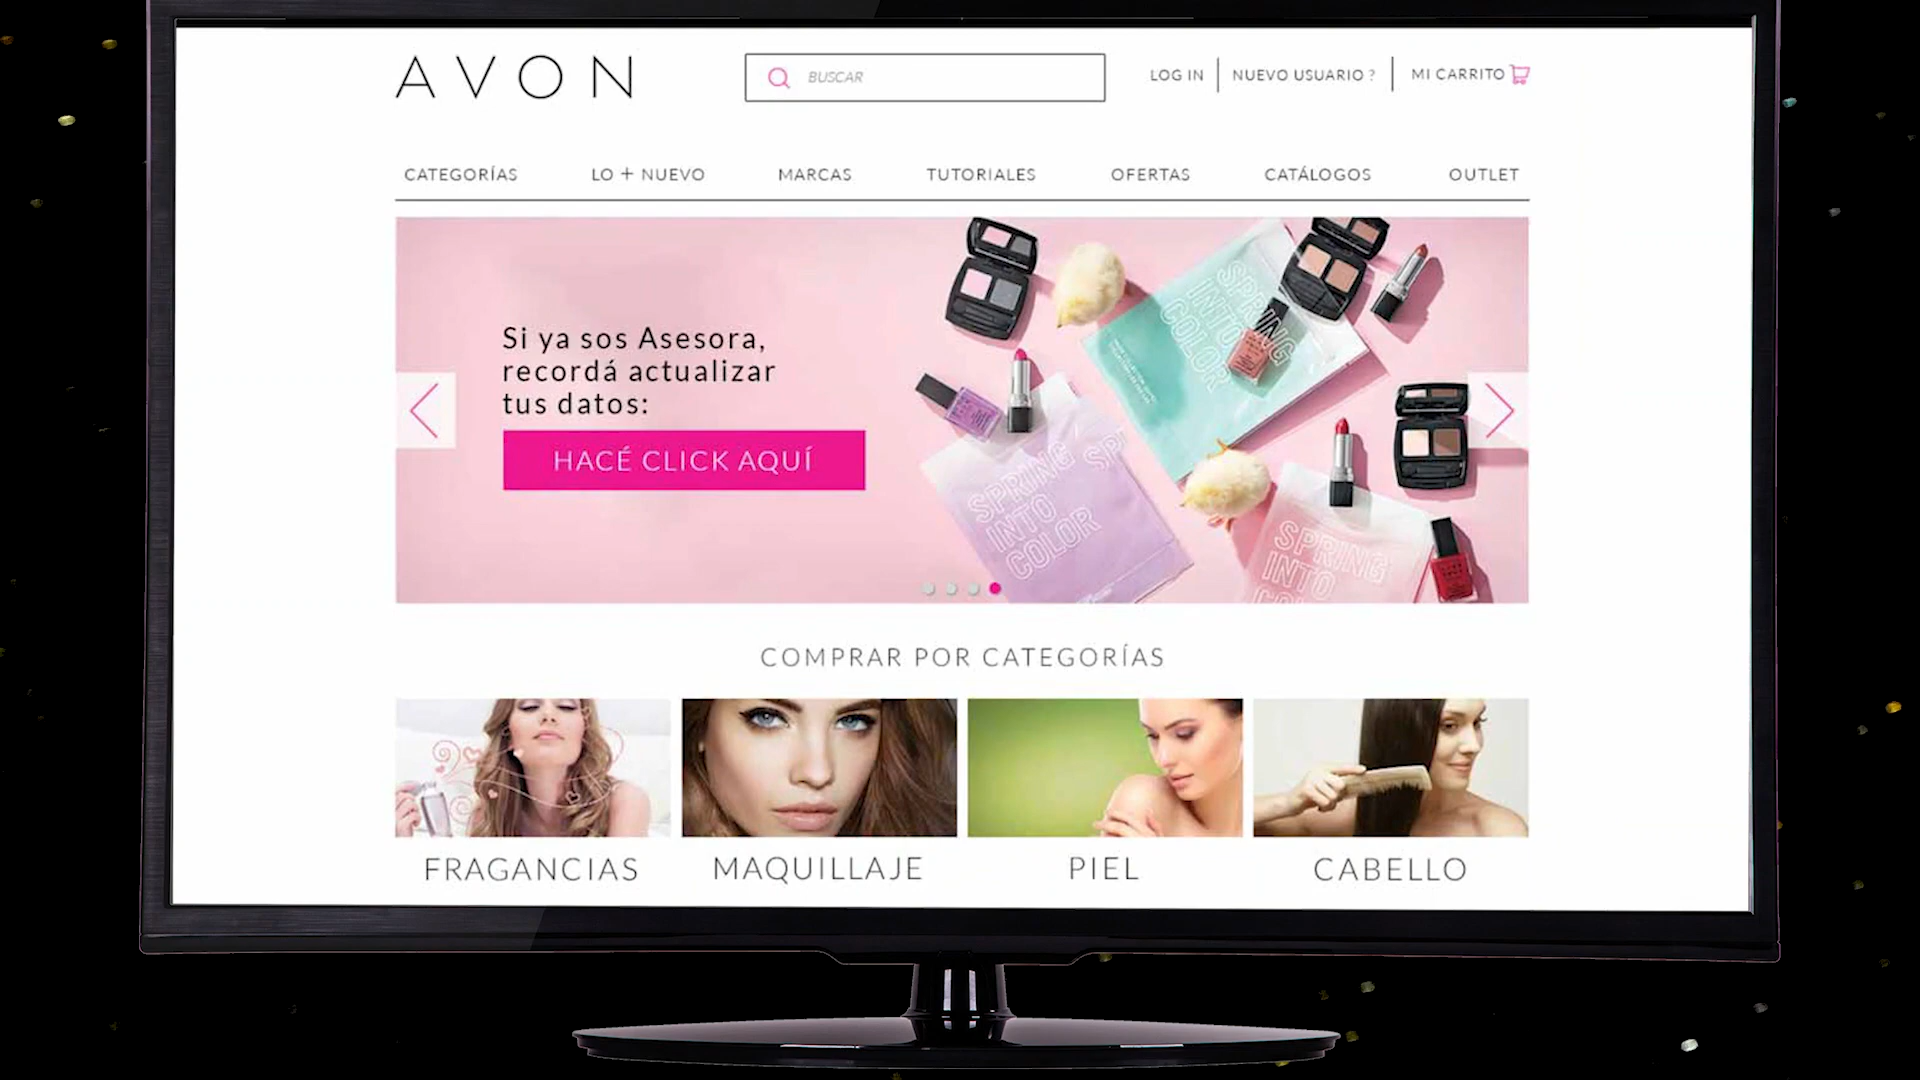 AVON
BUSCAR
LOG IN
NUEVO USUARIO ?
MI CARRITO
CATEGORÍAS
LO + NUEVO
MARCAS
TUTORIALES
OFERTAS
CATÁLOGOS
OUTLET
Si ya sos Asesora,
recordá actualizar
tus datos:
HACÉ CLICK AQUÍ
SPRING
INTO
COLOR
SPRING
SPRING
INTO
COLOR
SP
SPRING
INTO
COMPRAR POR CATEGORÍAS
FRAGANCIAS
MAQUILLAJE
PIEL
CABELLO